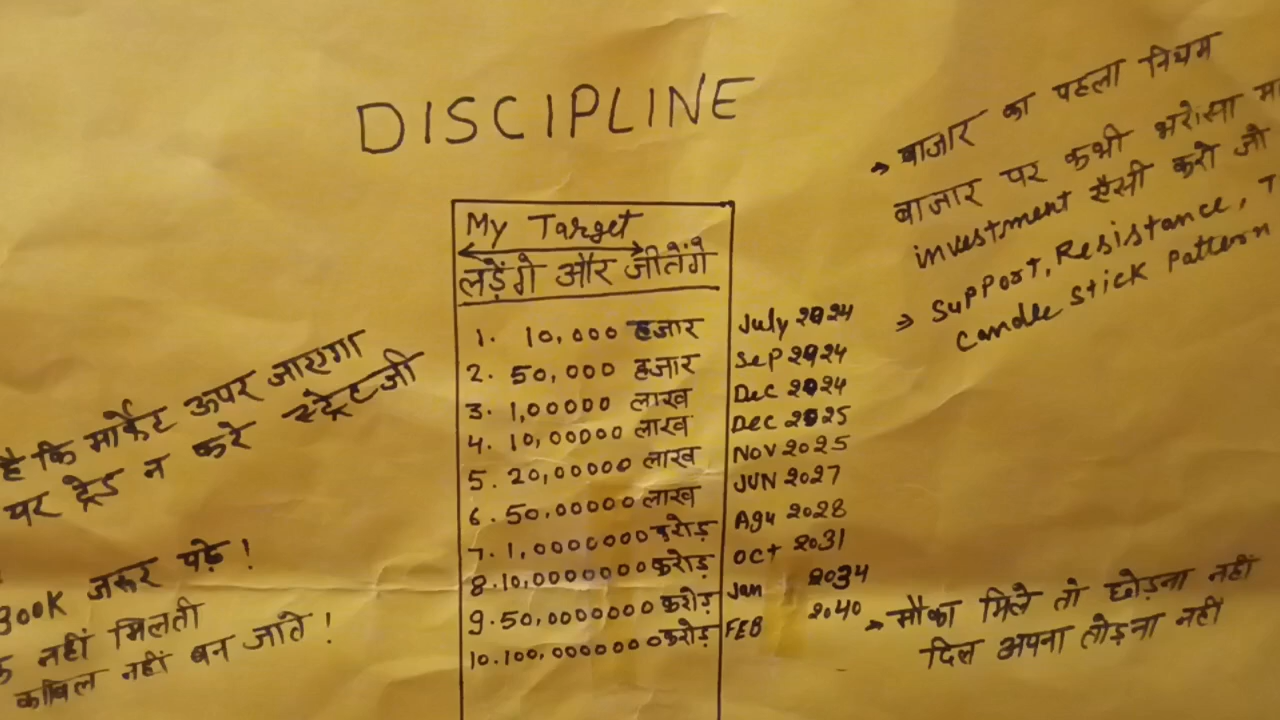 DISCIPLINE
→ बाजार का पहला नियम
बाजार पर कभी भरोसा
investment ऐसी करो जो
→ Support, Resistance, T
Candle Stick Pattern
My Target
लड़ेंगे और जीतेंगे
1. 10,000 हजार July 2024
2. 50,000 हजार Sep 2024
3. 1,00000 लाख Dec 2024
4. 10,00000 लाख Dec 2025
5. 20,00000 लाख NOV 2025
6. 50,00000 लाख JUN 2027
7. 1,0000000 करोड़ Agu 2028
8. 10,0000000 करोड़ Oct 2031
9. 50,0000000 करोड़ Jan 2034
10. 100,0000000 करोड़ FEB 2040
है कि मार्केट ऊपर जाएगा
पर ट्रेड न करे स्ट्रेटजी
BOOK जरूर पढ़े !
नहीं मिलती
काबिल नहीं बन जाते !
→ मौका मिले तो छोड़ना नहीं
दिल अपना तोड़ना नहीं